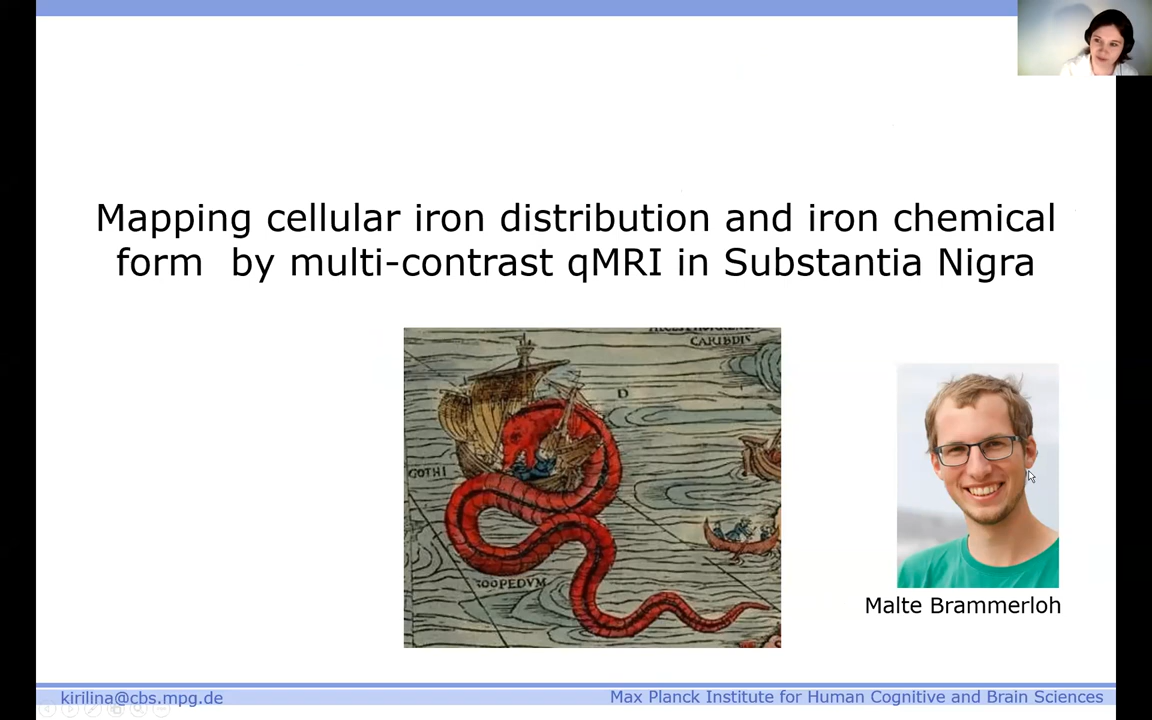 Mapping cellular iron distribution and iron chemical
form by multi-contrast qMRI in Substantia Nigra
CARIBDIS
D
GOTHI
Malte Brammerloh
kirilina@cbs.mpg.de
Max Planck Institute for Human Cognitive and Brain Sciences